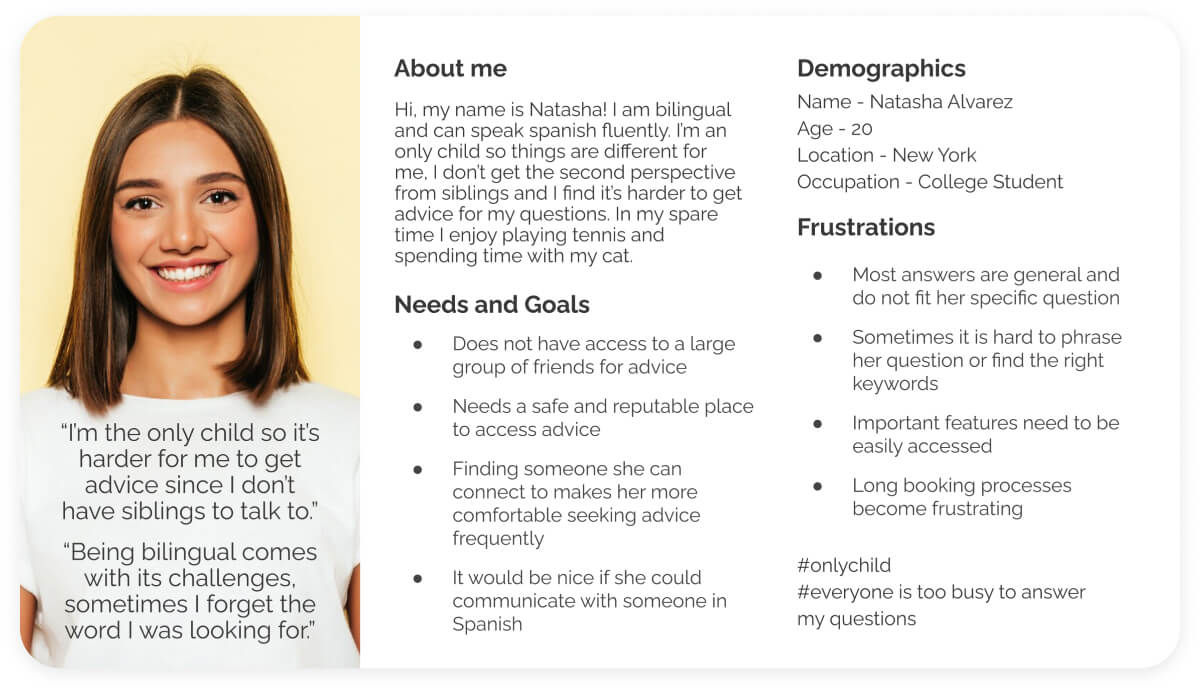 “I’m the only child so it’s
harder for me to get
advice since I don’t
have siblings to talk to.”
“Being bilingual comes
with its challenges,
sometimes I forget the
word I was looking for.”
About me
Hi, my name is Natasha! I am bilingual
and can speak spanish fluently. I’m an
only child so things are different for
me, I don’t get the second perspective
from siblings and I find it’s harder to get
advice for my questions. In my spare
time I enjoy playing tennis and
spending time with my cat.
Needs and Goals
● Does not have access to a large
group of friends for advice
● Needs a safe and reputable place
to access advice
● Finding someone she can
connect to makes her more
comfortable seeking advice
frequently
● It would be nice if she could
communicate with someone in
Spanish
Demographics
Name - Natasha Alvarez
Age - 20
Location - New York
Occupation - College Student
Frustrations
● Most answers are general and
do not fit her specific question
● Sometimes it is hard to phrase
her question or find the right
keywords
● Important features need to be
easily accessed
● Long booking processes
become frustrating
#onlychild
#everyone is too busy to answer
my questions